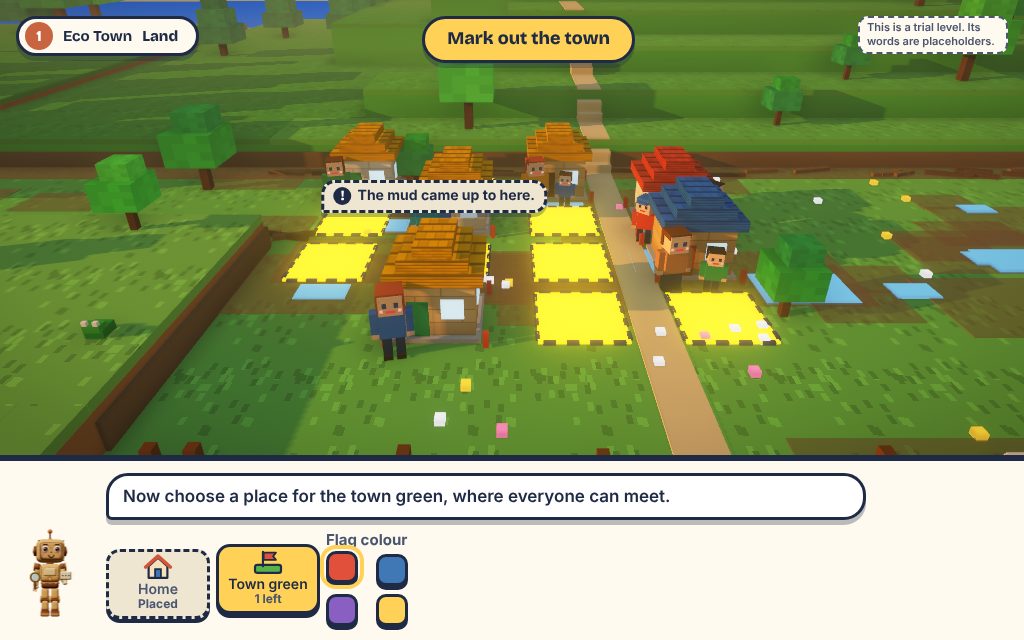 1 Eco Town Land
Mark out the town
This is a trial level. Its
words are placeholders.
! The mud came up to here.
Now choose a place for the town green, where everyone can meet.
Flag colour
Home
Placed
Town green
1 left